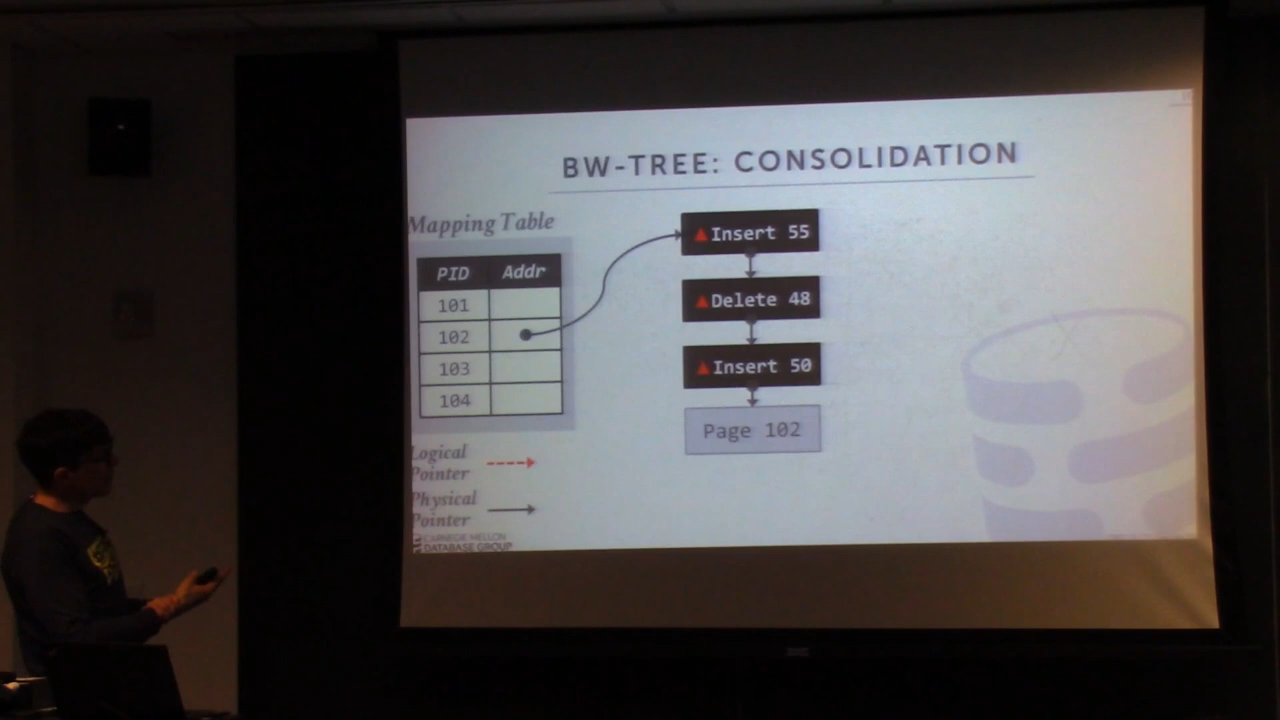 BW-TREE: CONSOLIDATION
Mapping Table
PID Addr
101
102
103
104
Insert 55
Delete 48
Insert 50
Page 102
Logical
Pointer
Physical
Pointer
CARNEGIE MELLON
DATABASE GROUP